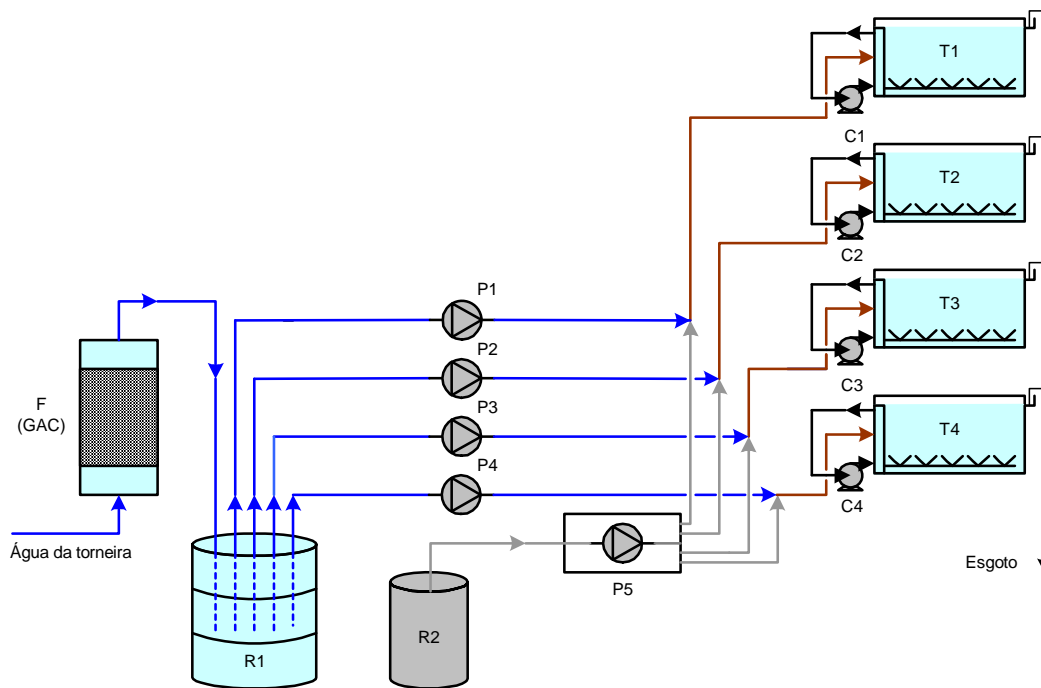 T1
C1
T2
C2
P1
T3
P2
C3
F
(GAC)
P3
T4
P4
C4
Água da torneira
Esgoto
P5
R2
R1